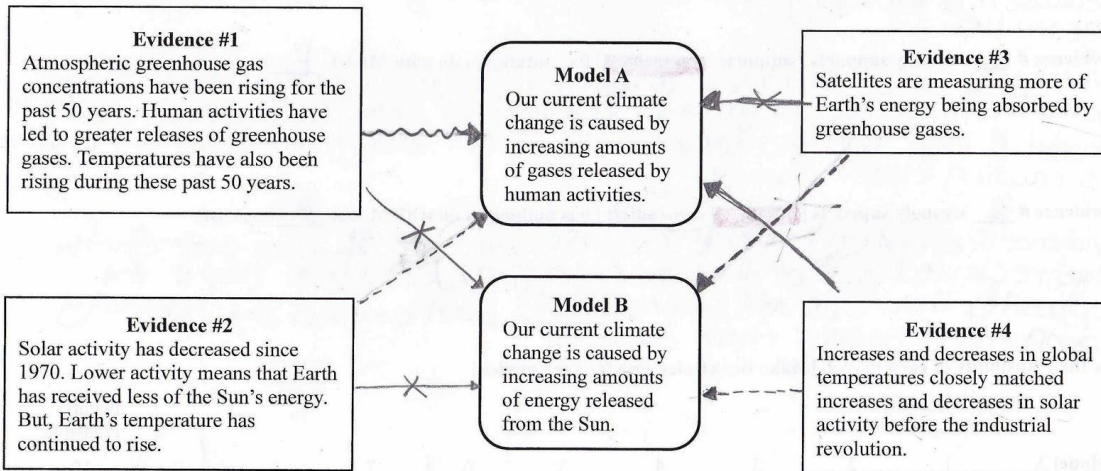 Evidence #1
Atmospheric greenhouse gas
concentrations have been rising for the
past 50 years. Human activities have
led to greater releases of greenhouse
gases. Temperatures have also been
rising during these past 50 years.
Model A
Our current climate
change is caused by
increasing amounts
of gases released by
human activities.
Evidence #3
Satellites are measuring more of
Earth's energy being absorbed by
greenhouse gases.
Evidence #2
Solar activity has decreased since
1970. Lower activity means that Earth
has received less of the Sun's energy.
But, Earth's temperature has
continued to rise.
Model B
Our current climate
change is caused by
increasing amounts
of energy released
from the Sun.
Evidence #4
Increases and decreases in global
temperatures closely matched
increases and decreases in solar
activity before the industrial
revolution.